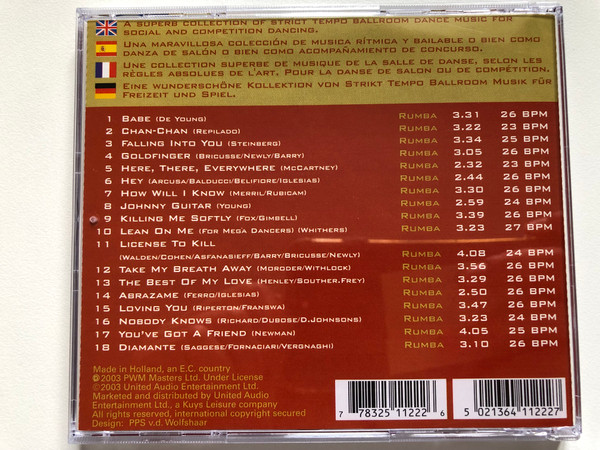 A superb collection of strict tempo ballroom dance music for
social and competition dancing.
Una maravillosa colección de musica rítmica y bailable o bien como
danza de salón o bien como acompañamiento de concurso.
Une collection superbe de musique de la salle de danse, selon les
règles absolues de l'art. Pour la danse de salon ou de compétition.
Eine wunderschöne Kollektion von Strikt Tempo Ballroom Musik für
Freizeit und Spiel.
1 Babe (De Young) Rumba 3.31 26 BPM
2 Chan-Chan (Repilado) Rumba 3.22 23 BPM
3 Falling Into You (Steinberg) Rumba 3.34 25 BPM
4 Goldfinger (Bricusse/Newly/Barry) Rumba 3.05 26 BPM
5 Here, There, Everywhere (McCartney) Rumba 2.32 23 BPM
6 Hey (Arcusa/Balducci/Belifiore/Iglesias) Rumba 2.44 26 BPM
7 How Will I Know (Merril/Rubicam) Rumba 3.30 26 BPM
8 Johnny Guitar (Young) Rumba 2.59 24 BPM
9 Killing Me Softly (Fox/Gimbell) Rumba 3.39 26 BPM
10 Lean On Me (For Mega Dancers) (Whithers) Rumba 3.23 27 BPM
11 License To Kill
(Walden/Cohen/Asfanasieff/Barry/Bricusse/Newly) Rumba 4.08 24 BPM
12 Take My Breath Away (Moroder/Withlock) Rumba 3.56 26 BPM
13 The Best Of My Love (Henley/Souther.Frey) Rumba 3.29 26 BPM
14 Abrazame (Ferro/Iglesias) Rumba 2.50 26 BPM
15 Loving You (Riperton/Franswa) Rumba 3.47 26 BPM
16 Nobody Knows (Richard/Dubose/D.Johnsons) Rumba 3.23 24 BPM
17 You've Got A Friend (Newman) Rumba 4.05 25 BPM
18 Diamante (Saggese/Fornaciari/Vergnaghi) Rumba 3.10 26 BPM
Made in Holland, an E.C. country
℗ 2003 PWM Masters Ltd. Under License
© 2003 United Audio Entertainment Ltd.
Marketed and distributed by United Audio
Entertainment Ltd., a Kuys Leisure company
All rights reserved, international copyright secured
Design: PPS v.d. Wolfshaar
7 78325 11222 6
5 021364 112227